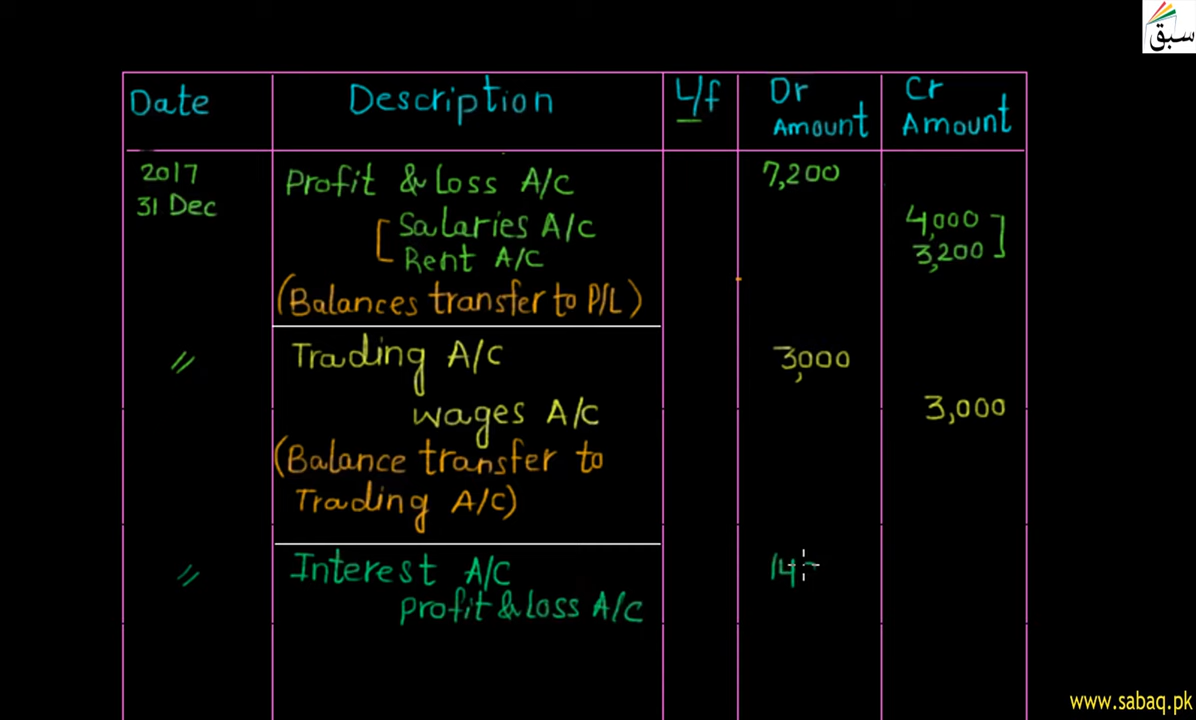 سبق
Date Description L/f Dr Amount Cr Amount
2017 Profit & Loss A/C 7,200
31 Dec Salaries A/C 4,000
Rent A/C 3,200
(Balances transfer to P/L)
〃 Trading A/C 3,000
wages A/C 3,000
(Balance transfer to
Trading A/C)
〃 Interest A/C 14
Profit & Loss A/C
www.sabaq.pk